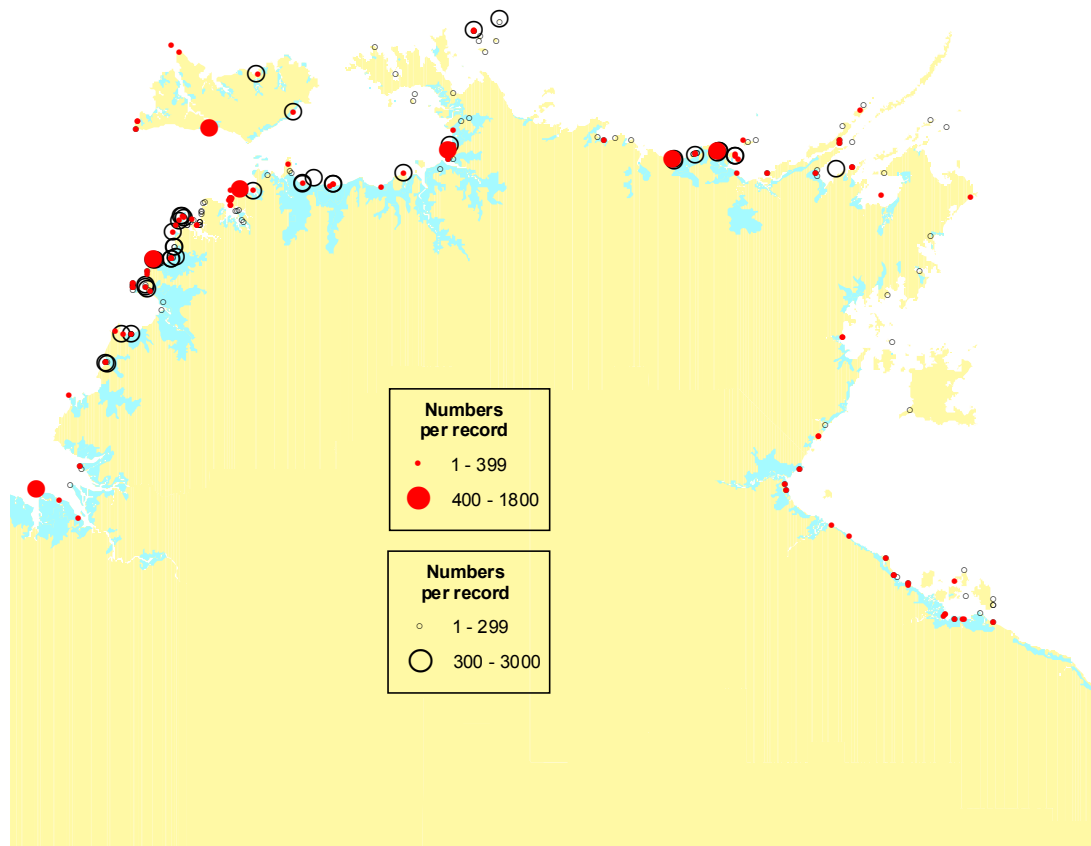 Numbers
per record
1 - 399
400 - 1800
Numbers
per record
1 - 299
300 - 3000